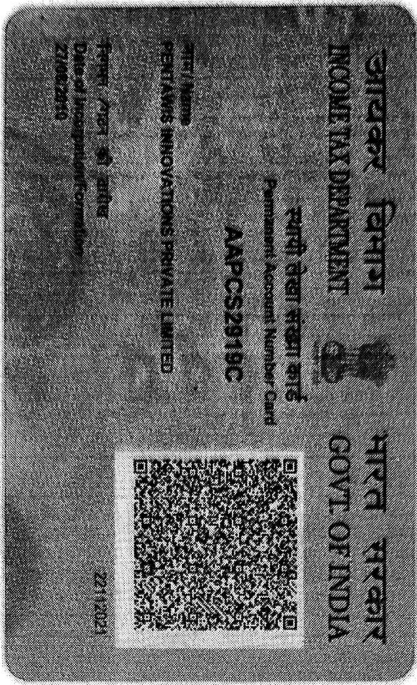 आयकर विभाग
INCOME TAX DEPARTMENT
भारत सरकार
GOVT. OF INDIA
स्थायी लेखा संख्या कार्ड
Permanent Account Number Card
AAPCS2919C
नाम / Name
INNOVATIONS PRIVATE LIMITED
निगमन / गठन की तारीख
Date of Incorporation/Formation
22112021